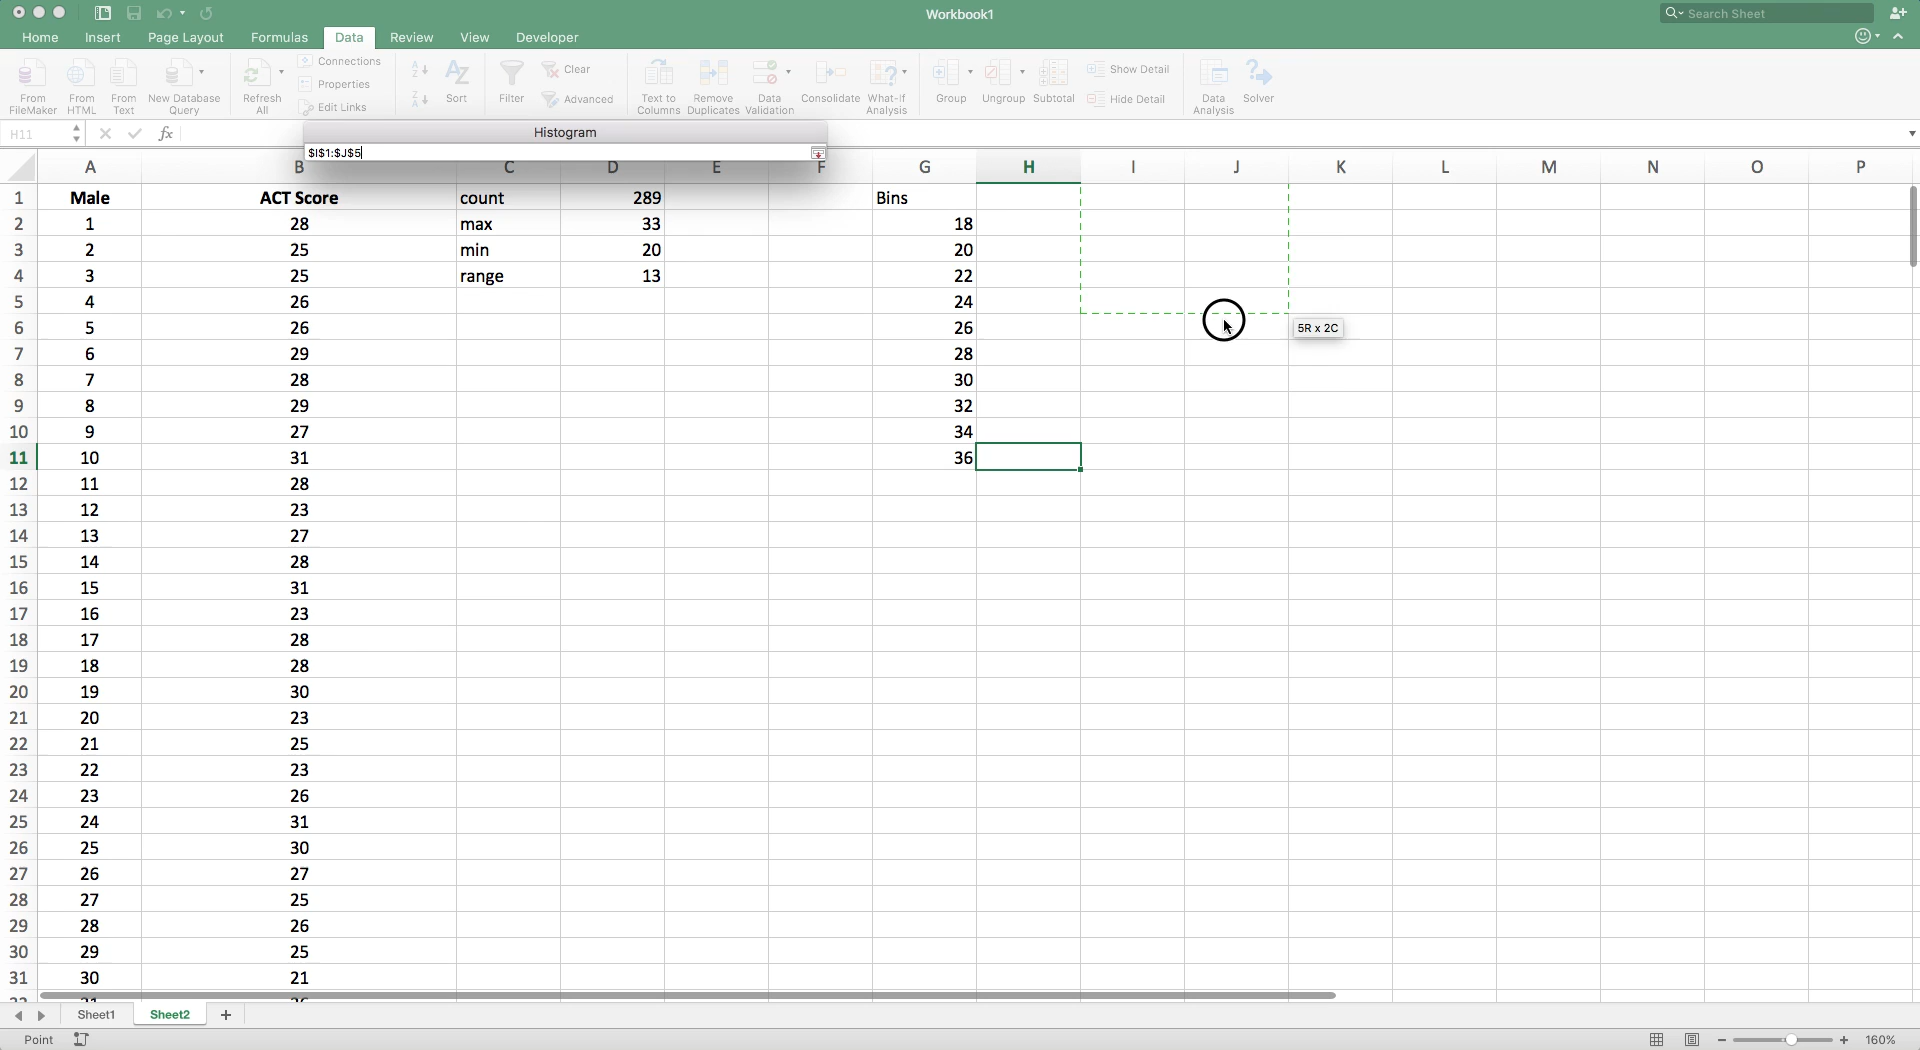 Workbook1
Search Sheet
Home Insert Page Layout Formulas Data Review View Developer
From FileMaker
From HTML
From Text
New Database Query
Refresh All
Connections
Properties
Edit Links
Sort
Filter
Clear
Advanced
Text to Columns
Remove Duplicates
Data Validation
Consolidate
What-If Analysis
Group
Ungroup
Subtotal
Show Detail
Hide Detail
Data Analysis
Solver
H11 fx
Histogram
$I$1:$J$5
A B C D E F G H I J K L M N O P
1 Male ACT Score count 289 Bins
2 1 28 max 33 18
3 2 25 min 20 20
4 3 25 range 13 22
5 4 26 24
6 5 26 26
7 6 29 28
8 7 28 30
9 8 29 32
10 9 27 34
11 10 31 36
12 11 28
13 12 23
14 13 27
15 14 28
16 15 31
17 16 23
18 17 28
19 18 28
20 19 30
21 20 23
22 21 25
23 22 23
24 23 26
25 24 31
26 25 30
27 26 27
28 27 25
29 28 26
30 29 25
31 30 21
5R x 2C
Sheet1 Sheet2
Point
160%